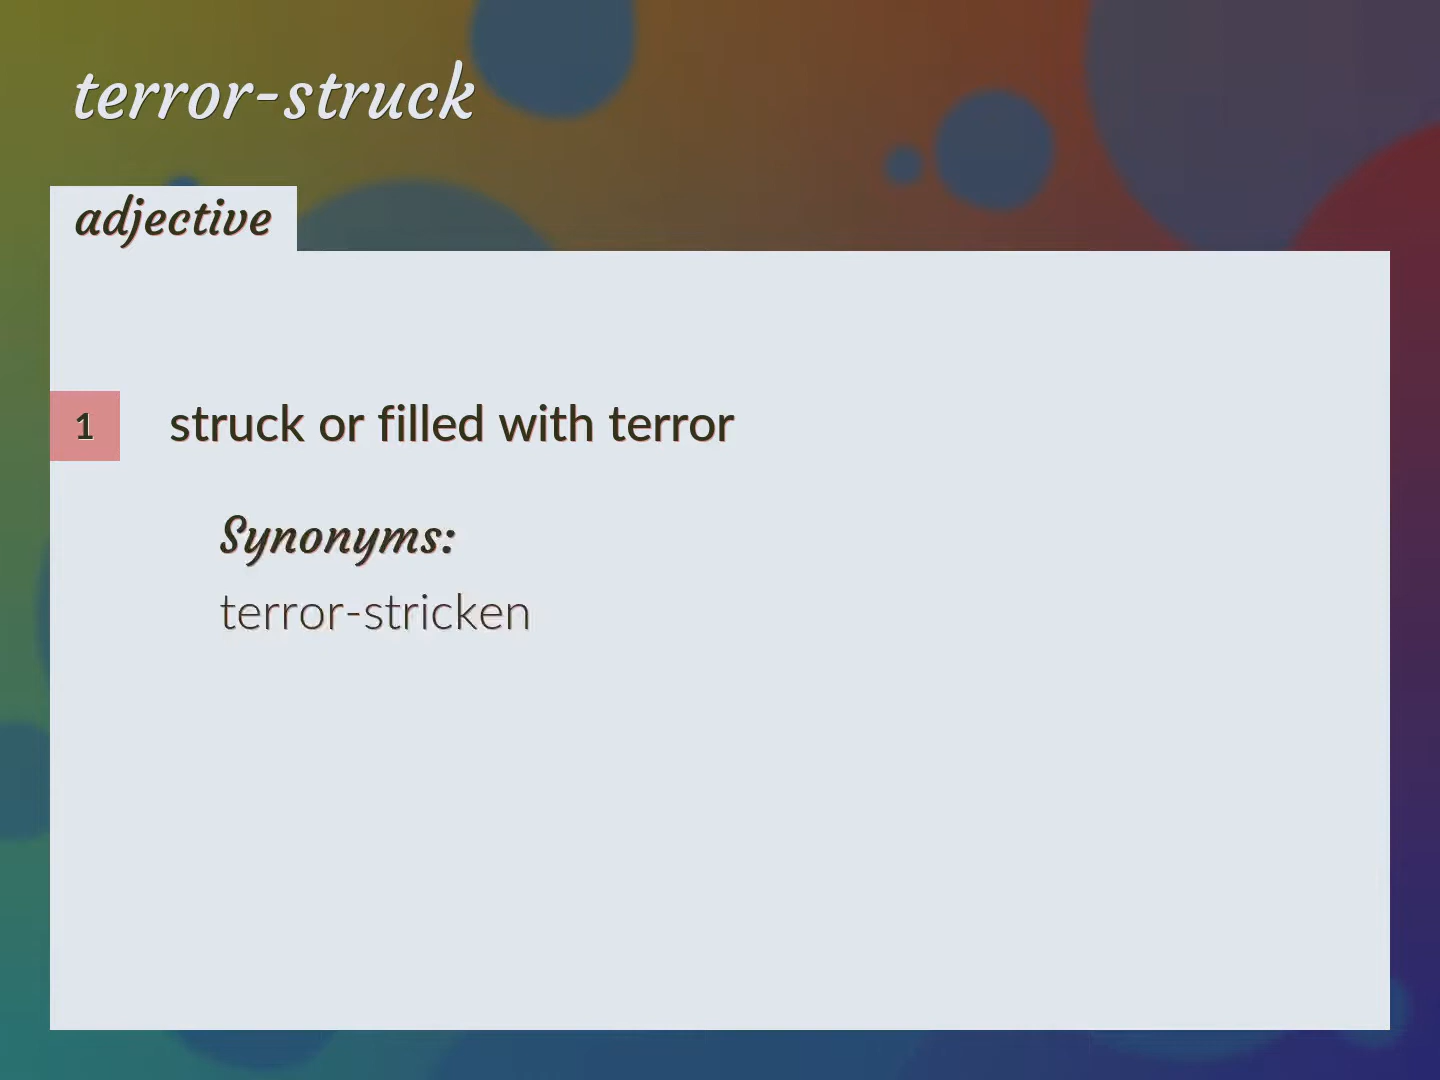 terror-struck
adjective
1 struck or filled with terror
Synonyms:
terror-stricken